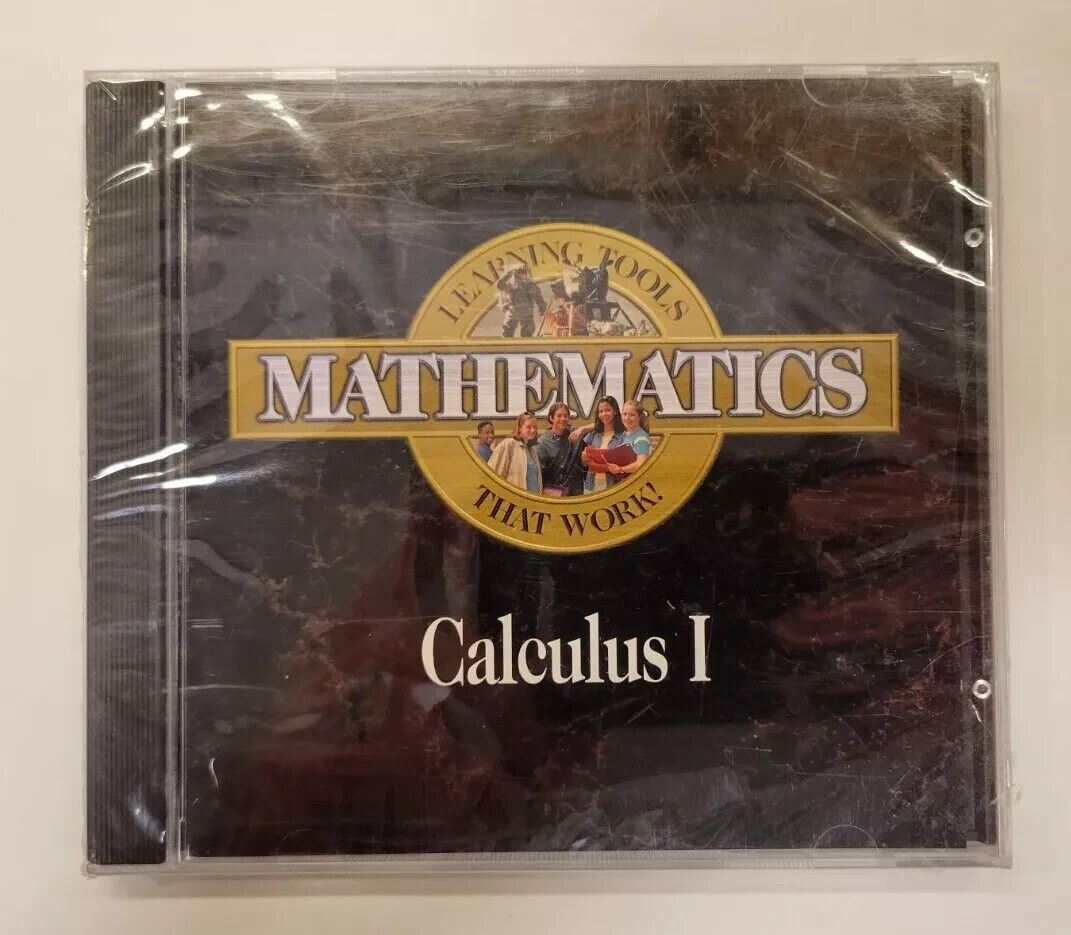 LEARNING TOOLS
MATHEMATICS
THAT WORK!
Calculus I